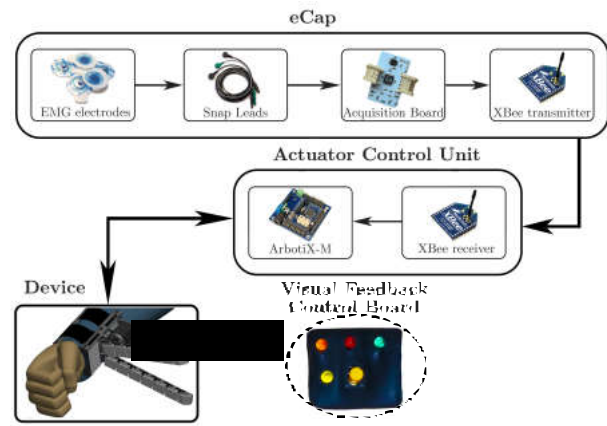 eCap
EMG electrodes
Snap Leads
Acquisition Board
XBee transmitter
Actuator Control Unit
ArbotiX-M
XBee receiver
Device
Visual Feedback
Control Board